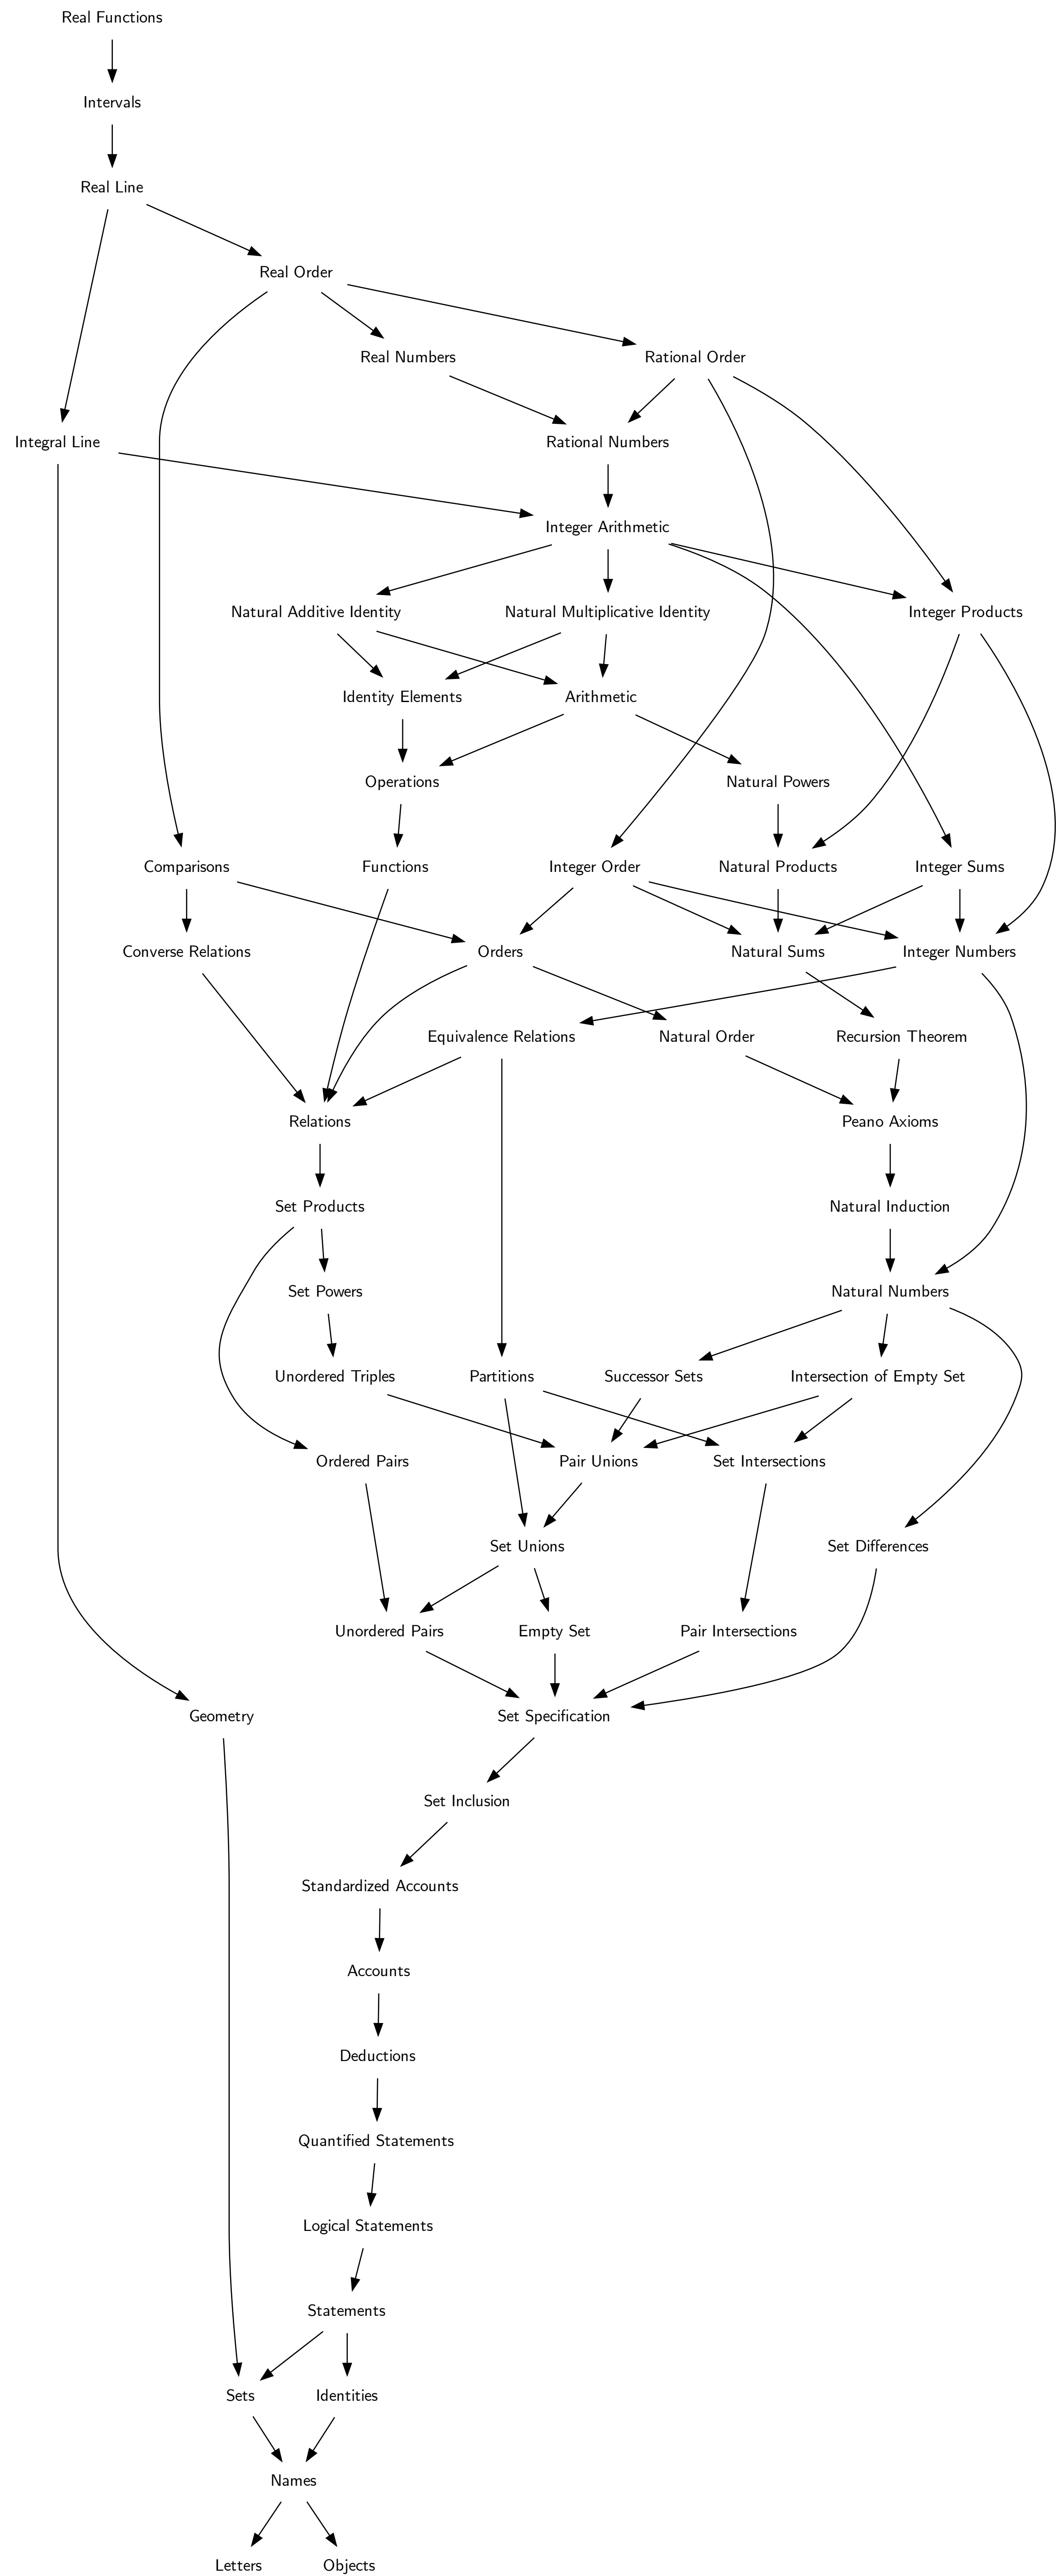 Real Functions
Intervals
Real Line
Real Order
Real Numbers
Rational Order
Integral Line
Rational Numbers
Integer Arithmetic
Natural Additive Identity
Natural Multiplicative Identity
Integer Products
Identity Elements
Arithmetic
Operations
Natural Powers
Comparisons
Functions
Integer Order
Natural Products
Integer Sums
Converse Relations
Orders
Natural Sums
Integer Numbers
Equivalence Relations
Natural Order
Recursion Theorem
Relations
Peano Axioms
Set Products
Natural Induction
Set Powers
Natural Numbers
Unordered Triples
Partitions
Successor Sets
Intersection of Empty Set
Ordered Pairs
Pair Unions
Set Intersections
Set Unions
Set Differences
Unordered Pairs
Empty Set
Pair Intersections
Geometry
Set Specification
Set Inclusion
Standardized Accounts
Accounts
Deductions
Quantified Statements
Logical Statements
Statements
Sets
Identities
Names
Letters
Objects